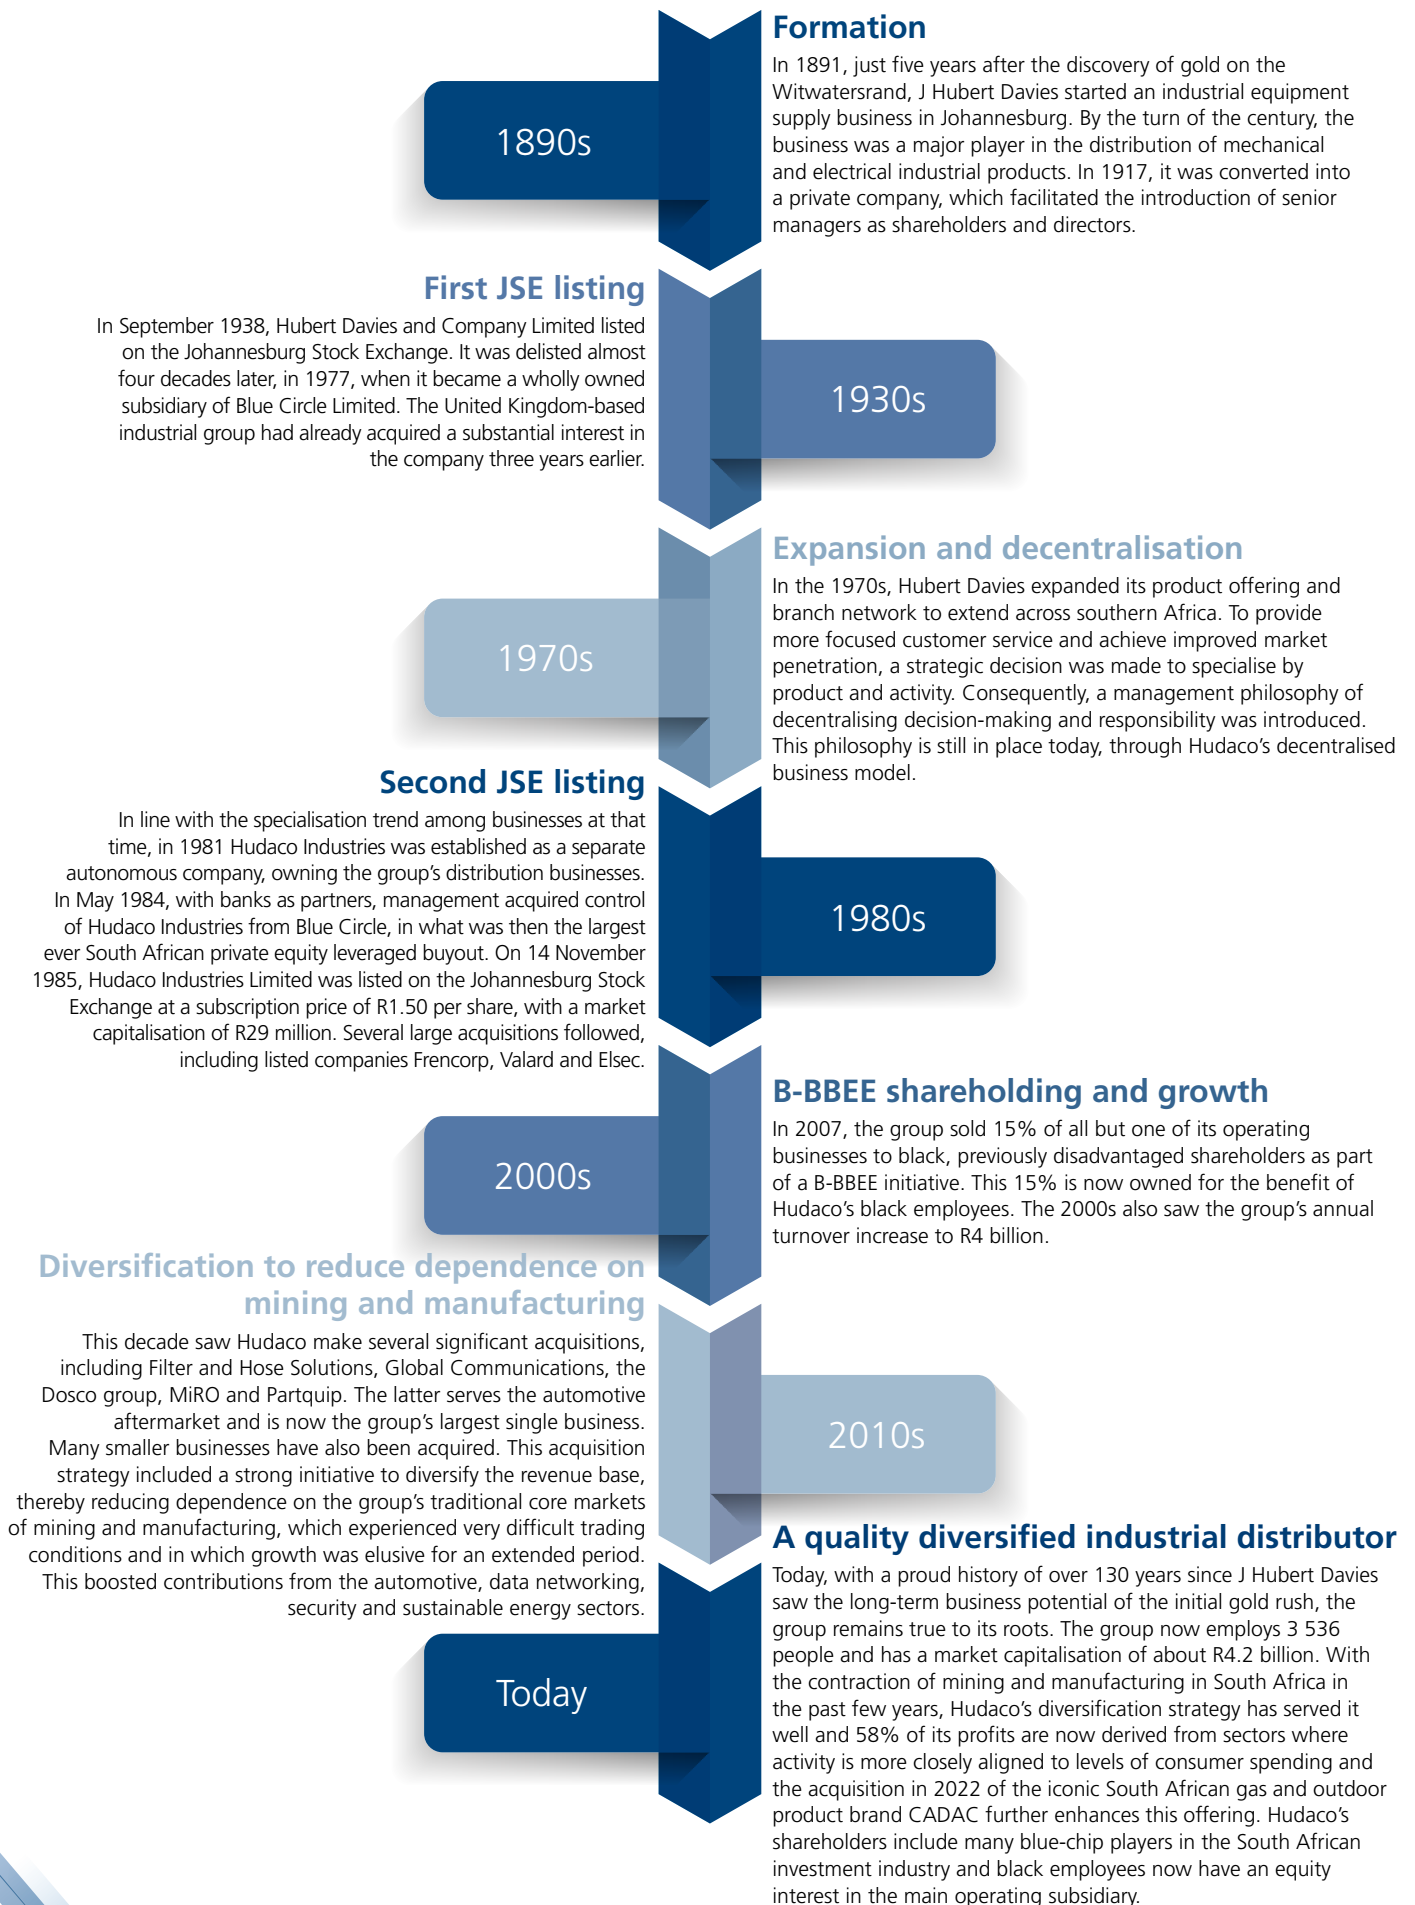 Formation
In 1891, just five years after the discovery of gold on the
Witwatersrand, J Hubert Davies started an industrial equipment
supply business in Johannesburg. By the turn of the century, the
business was a major player in the distribution of mechanical
and electrical industrial products. In 1917, it was converted into
a private company, which facilitated the introduction of senior
managers as shareholders and directors.
1890s
First JSE listing
In September 1938, Hubert Davies and Company Limited listed
on the Johannesburg Stock Exchange. It was delisted almost
four decades later, in 1977, when it became a wholly owned
subsidiary of Blue Circle Limited. The United Kingdom-based
industrial group had already acquired a substantial interest in
the company three years earlier.
1930s
Expansion and decentralisation
In the 1970s, Hubert Davies expanded its product offering and
branch network to extend across southern Africa. To provide
more focused customer service and achieve improved market
penetration, a strategic decision was made to specialise by
product and activity. Consequently, a management philosophy of
decentralising decision-making and responsibility was introduced.
This philosophy is still in place today, through Hudaco's decentralised
business model.
1970s
Second JSE listing
In line with the specialisation trend among businesses at that
time, in 1981 Hudaco Industries was established as a separate
autonomous company, owning the group's distribution businesses.
In May 1984, with banks as partners, management acquired control
of Hudaco Industries from Blue Circle, in what was then the largest
ever South African private equity leveraged buyout. On 14 November
1985, Hudaco Industries Limited was listed on the Johannesburg Stock
Exchange at a subscription price of R1.50 per share, with a market
capitalisation of R29 million. Several large acquisitions followed,
including listed companies Frencorp, Valard and Elsec.
1980s
B-BBEE shareholding and growth
In 2007, the group sold 15% of all but one of its operating
businesses to black, previously disadvantaged shareholders as part
of a B-BBEE initiative. This 15% is now owned for the benefit of
Hudaco's black employees. The 2000s also saw the group's annual
turnover increase to R4 billion.
2000s
Diversification to reduce dependence on
mining and manufacturing
This decade saw Hudaco make several significant acquisitions,
including Filter and Hose Solutions, Global Communications, the
Dosco group, MiRO and Partquip. The latter serves the automotive
aftermarket and is now the group's largest single business.
Many smaller businesses have also been acquired. This acquisition
strategy included a strong initiative to diversify the revenue base,
thereby reducing dependence on the group's traditional core markets
of mining and manufacturing, which experienced very difficult trading
conditions and in which growth was elusive for an extended period.
This boosted contributions from the automotive, data networking,
security and sustainable energy sectors.
2010s
A quality diversified industrial distributor
Today, with a proud history of over 130 years since J Hubert Davies
saw the long-term business potential of the initial gold rush, the
group remains true to its roots. The group now employs 3 536
people and has a market capitalisation of about R4.2 billion. With
the contraction of mining and manufacturing in South Africa in
the past few years, Hudaco's diversification strategy has served it
well and 58% of its profits are now derived from sectors where
activity is more closely aligned to levels of consumer spending and
the acquisition in 2022 of the iconic South African gas and outdoor
product brand CADAC further enhances this offering. Hudaco's
shareholders include many blue-chip players in the South African
investment industry and black employees now have an equity
interest in the main operating subsidiary.
Today